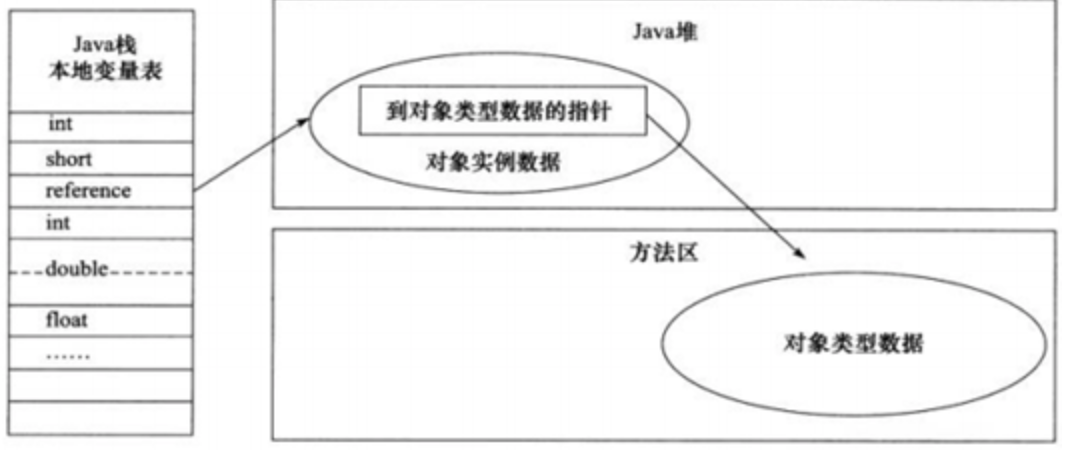 Java栈
本地变量表
int
short
reference
int
double
float
……
Java堆
到对象类型数据的指针
对象实例数据
方法区
对象类型数据